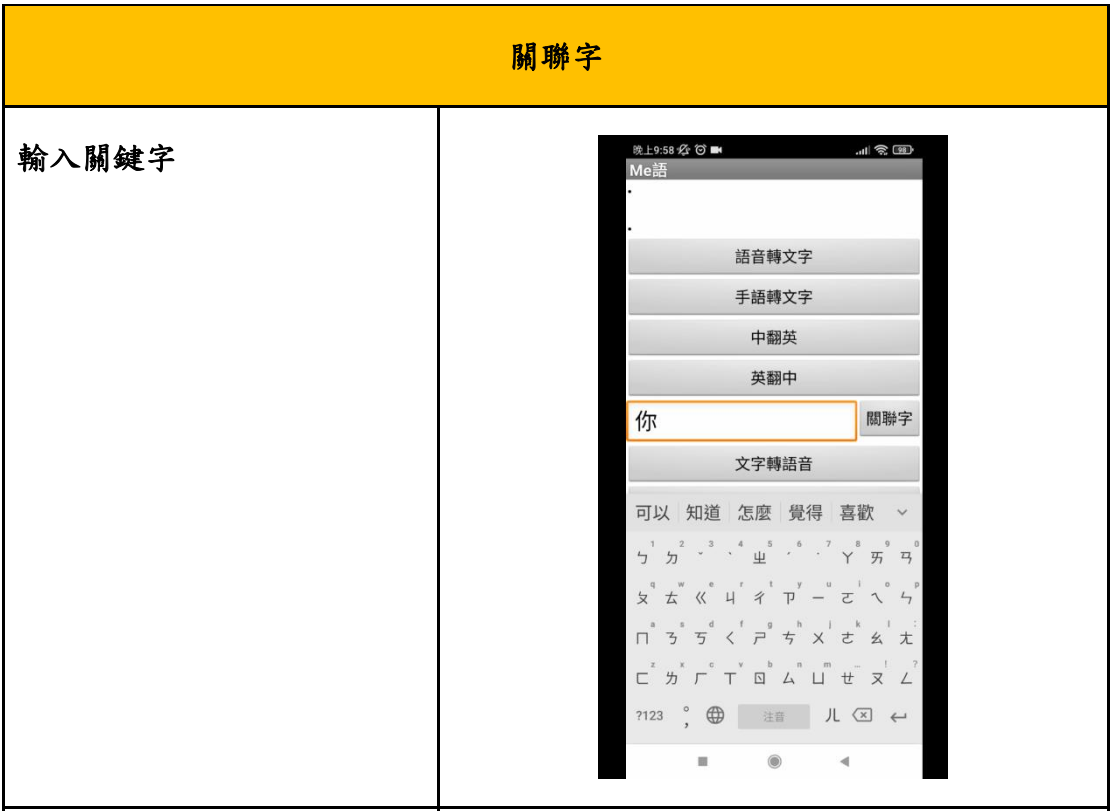 關聯字
輸入關鍵字
晚上9:58 98
Me語
.
.
語音轉文字
手語轉文字
中翻英
英翻中
你 關聯字
文字轉語音
可以 知道 怎麼 覺得 喜歡
1 2 3 4 5 6 7 8 9 0
ㄅ ㄉ ˇ ˋ ㄓ ˊ ˙ ㄚ ㄞ ㄢ
q w e r t y u i o p
ㄆ ㄊ ㄍ ㄐ ㄔ ㄗ ㄧ ㄛ ㄟ ㄣ
a s d f g h j k l :
ㄇ ㄋ ㄎ ㄑ ㄕ ㄘ ㄨ ㄜ ㄠ ㄤ
z x c v b n m … ! ?
ㄈ ㄌ ㄏ ㄒ ㄖ ㄙ ㄩ ㄝ ㄡ ㄥ
?123 ° , 注音 ㄦ